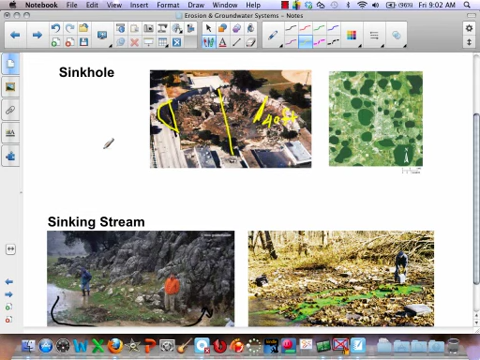 Notebook File Edit View Insert Format Draw Help (96%) Fri 9:02 AM
Erosion & Groundwater Systems – Notes
Sinkhole
Sinking Stream